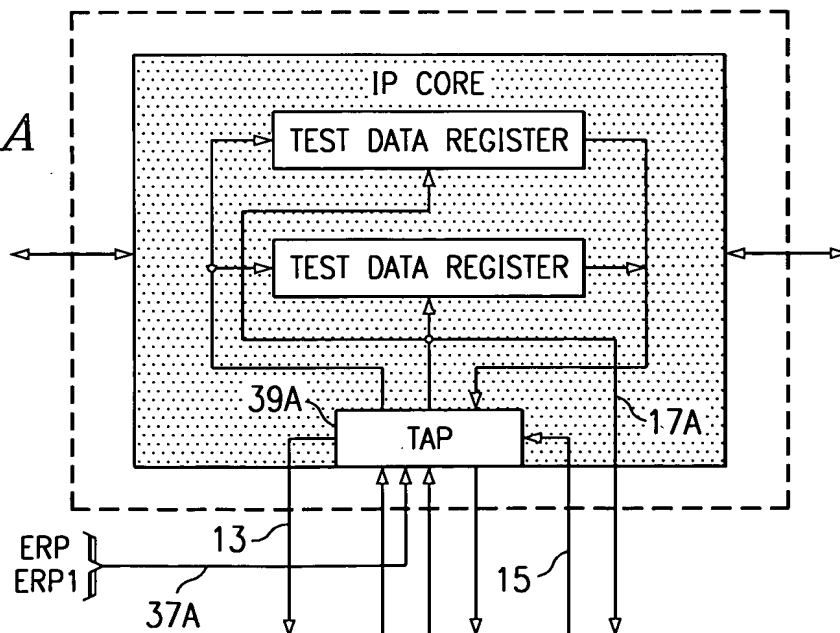 IP CORE
A
TEST DATA REGISTER
TEST DATA REGISTER
39A
17A
TAP
13
ERP
ERP1
15
37A